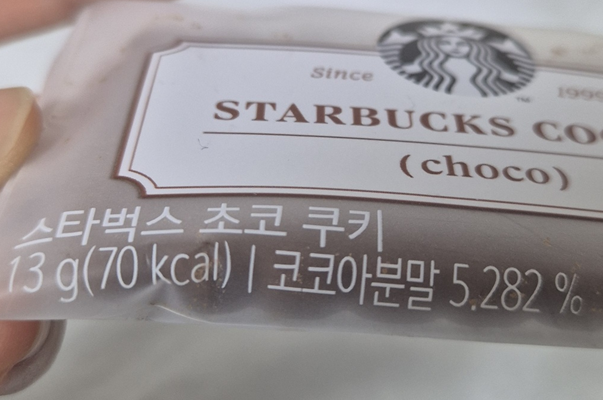 Since 1999
STARBUCKS CO
(choco)
스타벅스 초코 쿠키
13 g(70 kcal) | 코코아분말 5.282 %